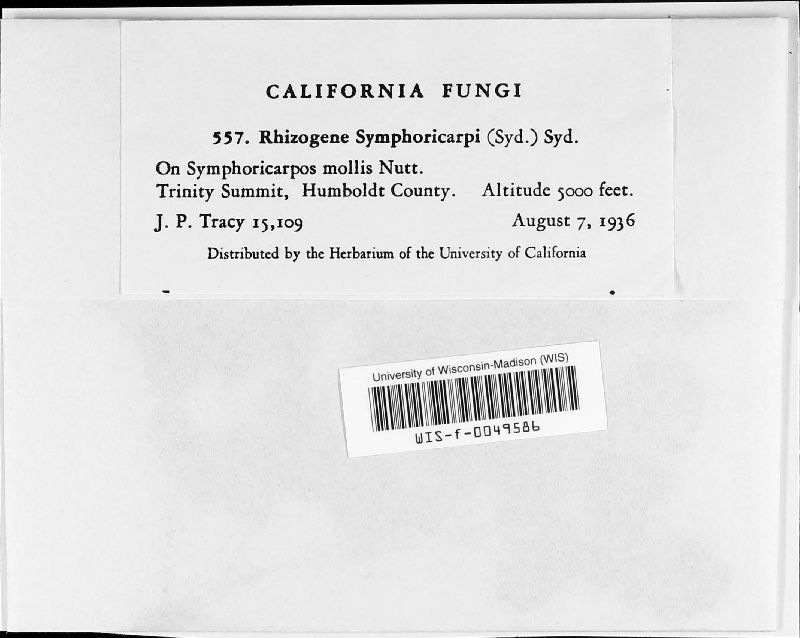 CALIFORNIA FUNGI
557. Rhizogene Symphoricarpi (Syd.) Syd.
On Symphoricarpos mollis Nutt.
Trinity Summit, Humboldt County. Altitude 5000 feet.
J. P. Tracy 15,109 August 7, 1936
Distributed by the Herbarium of the University of California
University of Wisconsin-Madison (WIS)
WIS-f-0049586